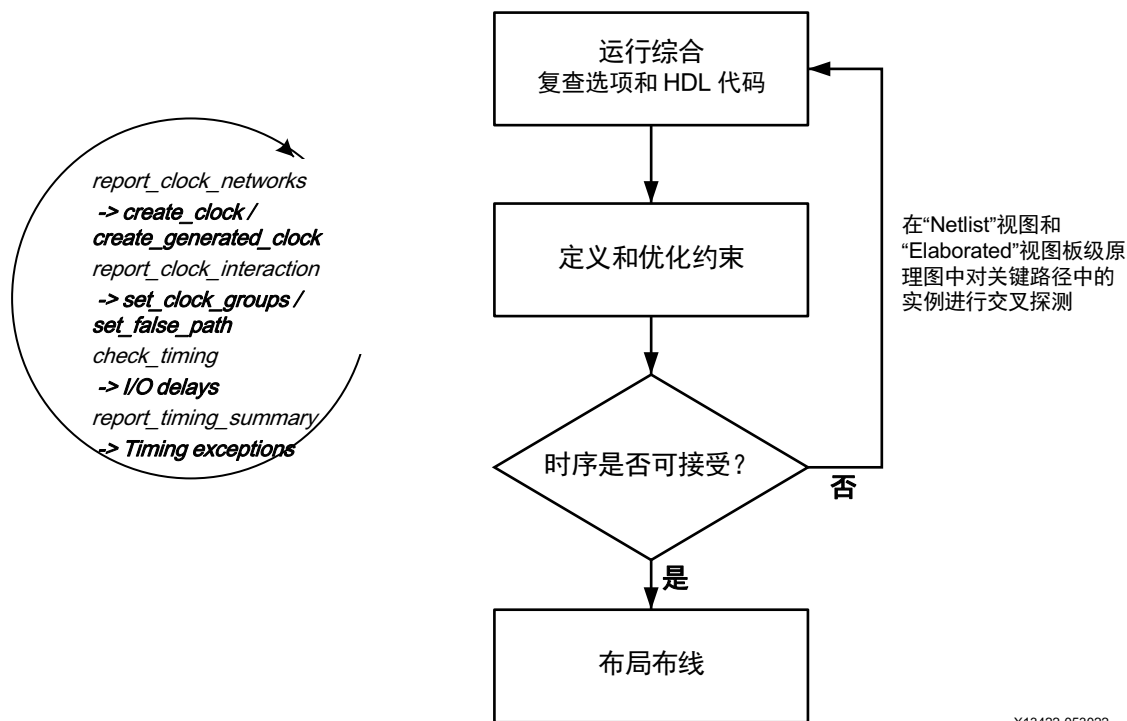 运行综合
复查选项和 HDL 代码
report_clock_networks
-> create_clock /
create_generated_clock
report_clock_interaction
-> set_clock_groups /
set_false_path
check_timing
-> I/O delays
report_timing_summary
-> Timing exceptions
定义和优化约束
在“Netlist”视图和
“Elaborated”视图板级原
理图中对关键路径中的
实例进行交叉探测
时序是否可接受？
否
是
布局布线
X13422-053022